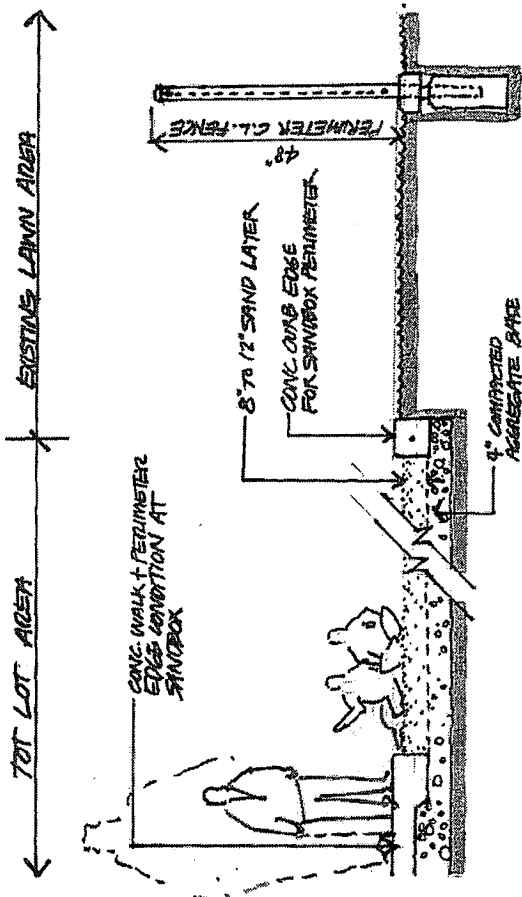 TOT LOT AREA
EXISTING LAWN AREA
CONC. WALK + PERIMETER
EDGE CONDITION AT
SANDBOX
8" TO 12" SAND LAYER
CONC. CURB EDGE
FOR SANDBOX PERIMETER
48"
PERIMETER C.L. FENCE
4" COMPACTED
AGGREGATE BASE